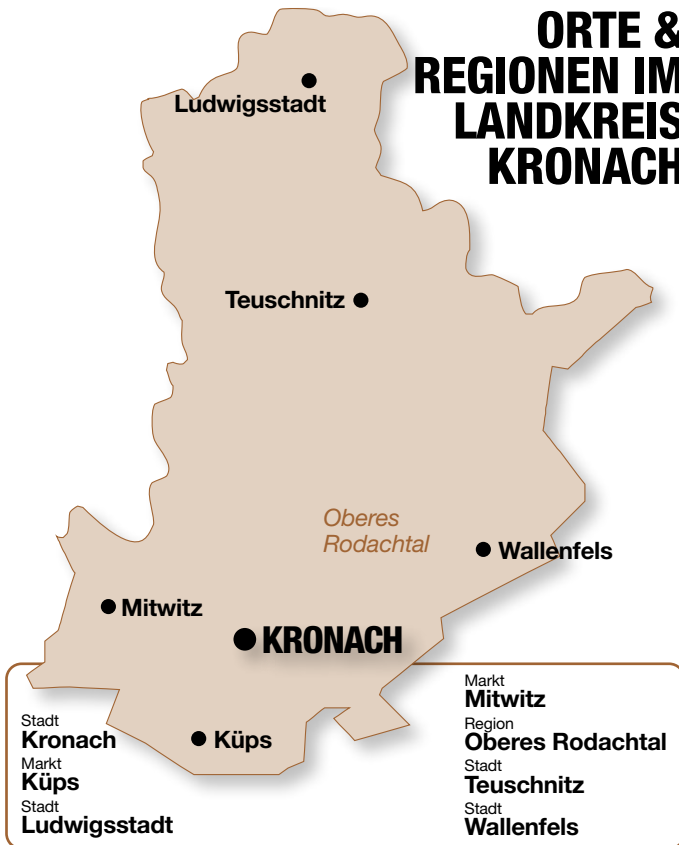 ORTE &
REGIONEN IM
LANDKREIS
KRONACH
Ludwigsstadt
Teuschnitz
Oberes
Rodachtal
Wallenfels
Mitwitz
KRONACH
Küps
Stadt
Kronach
Markt
Küps
Stadt
Ludwigsstadt
Markt
Mitwitz
Region
Oberes Rodachtal
Stadt
Teuschnitz
Stadt
Wallenfels